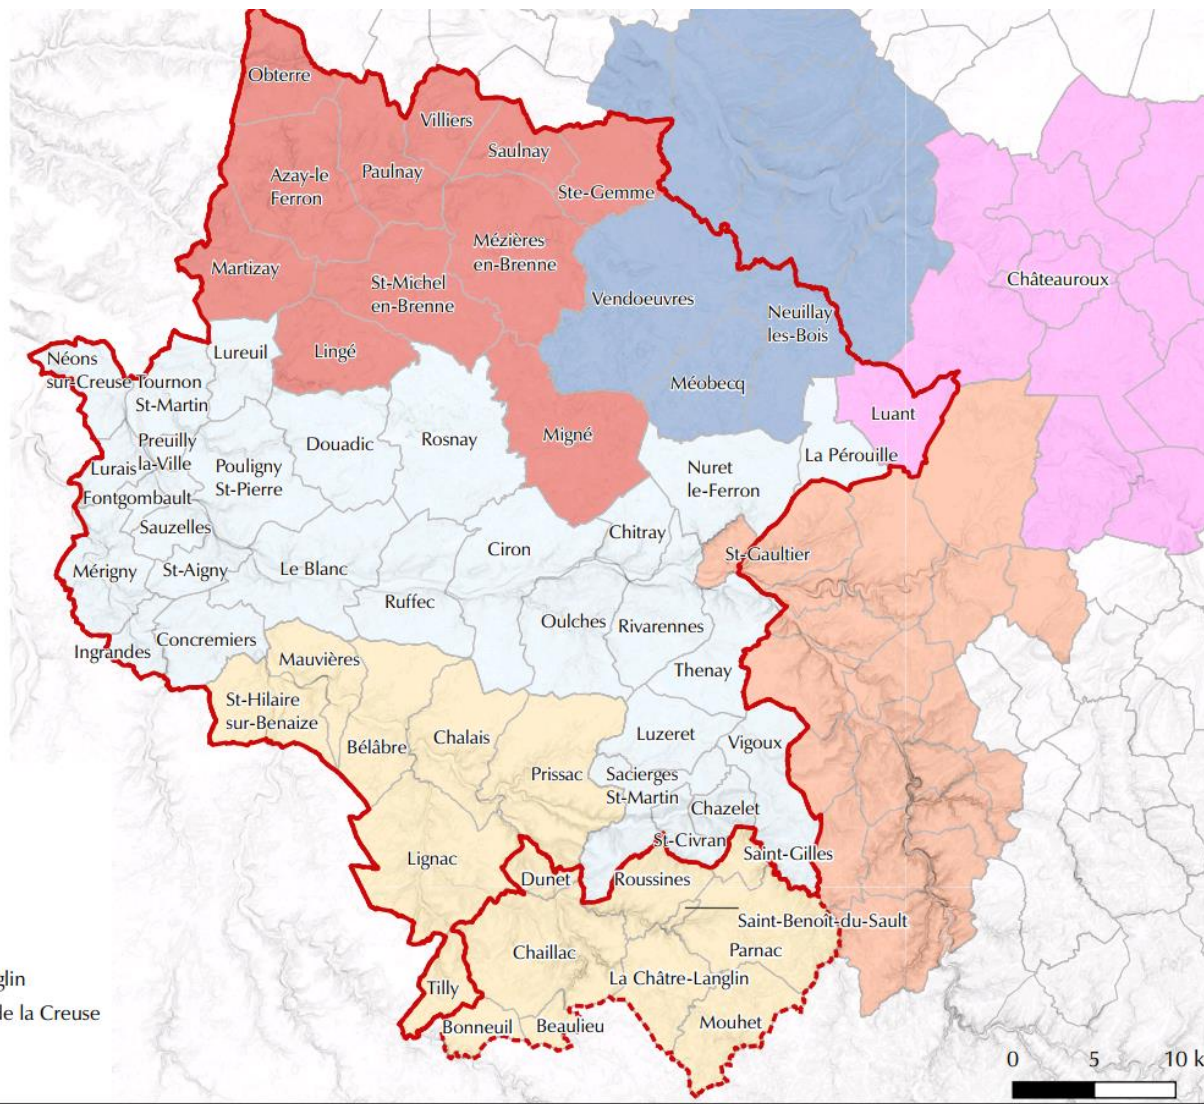 Obterre
Villiers
Saulnay
Azay-le
Ferron
Paulnay
Ste-Gemme
Mézières
en-Brenne
Martizay
St-Michel
en-Brenne
Vendoeuvres
Neuillay
les-Bois
Châteauroux
Néons
sur-Creuse
Tournon
St-Martin
Lureuil
Lingé
Méobecq
Luant
Preuilly
la-Ville
Douadic
Rosnay
Migné
La Pérouille
Lurais
Pouligny
St-Pierre
Nuret
le-Ferron
Fontgombault
Sauzelles
Chitray
Ciron
St-Gaultier
Mérigny
St-Aigny
Le Blanc
Ruffec
Oulches
Rivarennes
Ingrandes
Concremiers
Mauvières
Thenay
St-Hilaire
sur-Benaize
Bélâbre
Chalais
Luzeret
Vigoux
Prissac
Sacierges
St-Martin
Chazelet
St-Civran
Saint-Gilles
Lignac
Dunet
Roussines
Saint-Benoît-du-Sault
Chaillac
Parnac
La Châtre-Langlin
Tilly
Bonneuil
Beaulieu
Mouhet
glin
de la Creuse
0 5 10 k